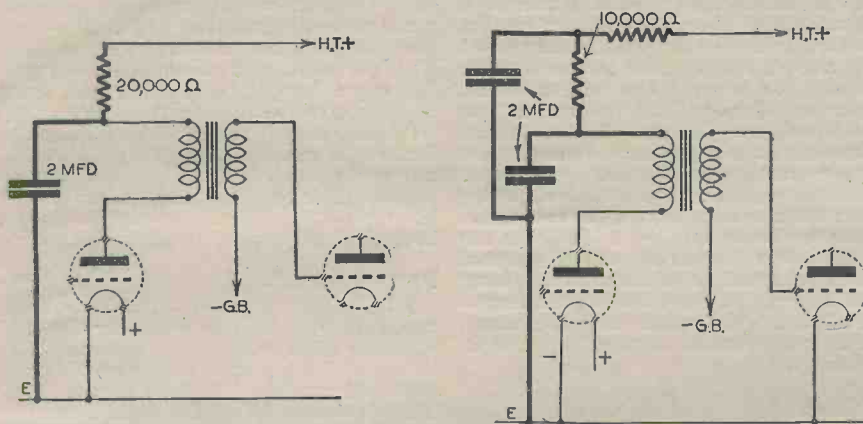 H.T.+
20,000 Ω
2 MFD
-G.B.
+
E
10,000 Ω
H.T.+
2 MFD
-G.B.
-
+
E